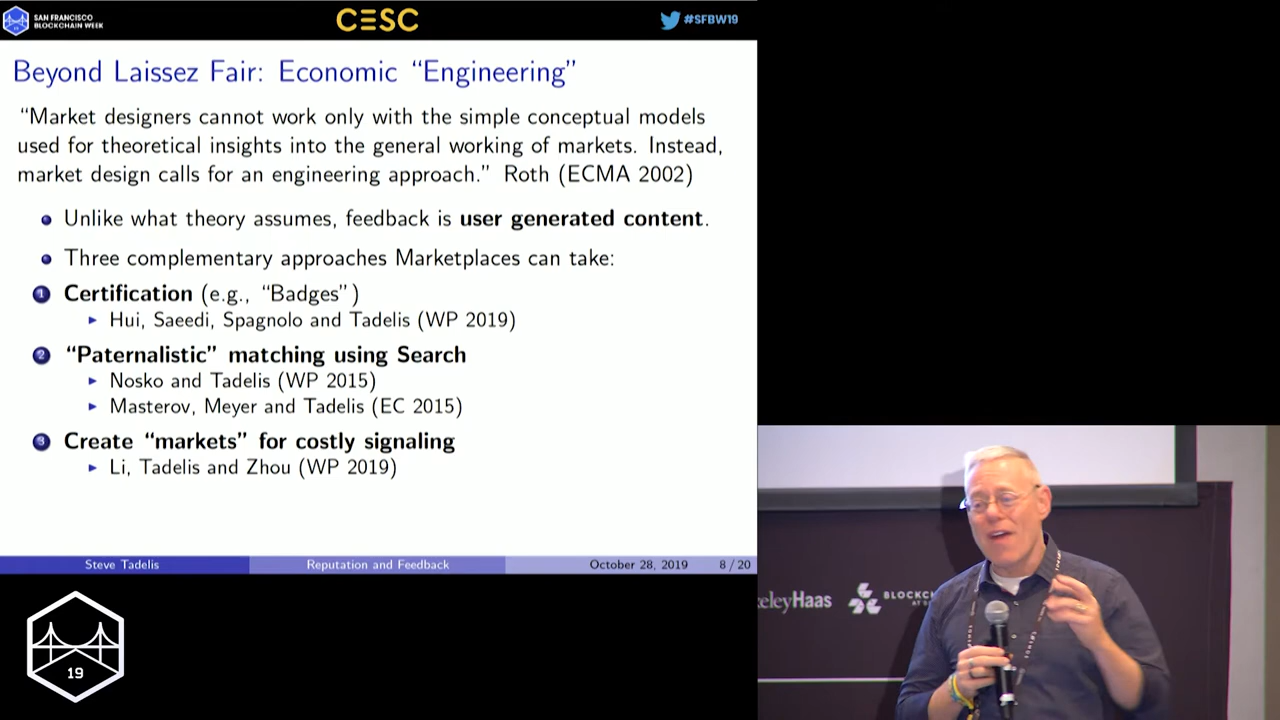 SAN FRANCISCO
BLOCKCHAIN WEEK
CESC
#SFBW19
Beyond Laissez Fair: Economic “Engineering”
“Market designers cannot work only with the simple conceptual models
used for theoretical insights into the general working of markets. Instead,
market design calls for an engineering approach.” Roth (ECMA 2002)
Unlike what theory assumes, feedback is user generated content.
Three complementary approaches Marketplaces can take:
1 Certification (e.g., “Badges”)
Hui, Saeedi, Spagnolo and Tadelis (WP 2019)
2 “Paternalistic” matching using Search
Nosko and Tadelis (WP 2015)
Masterov, Meyer and Tadelis (EC 2015)
3 Create “markets” for costly signaling
Li, Tadelis and Zhou (WP 2019)
Steve Tadelis Reputation and Feedback October 28, 2019 8 / 20
19
eleyHaas BLOCKCH